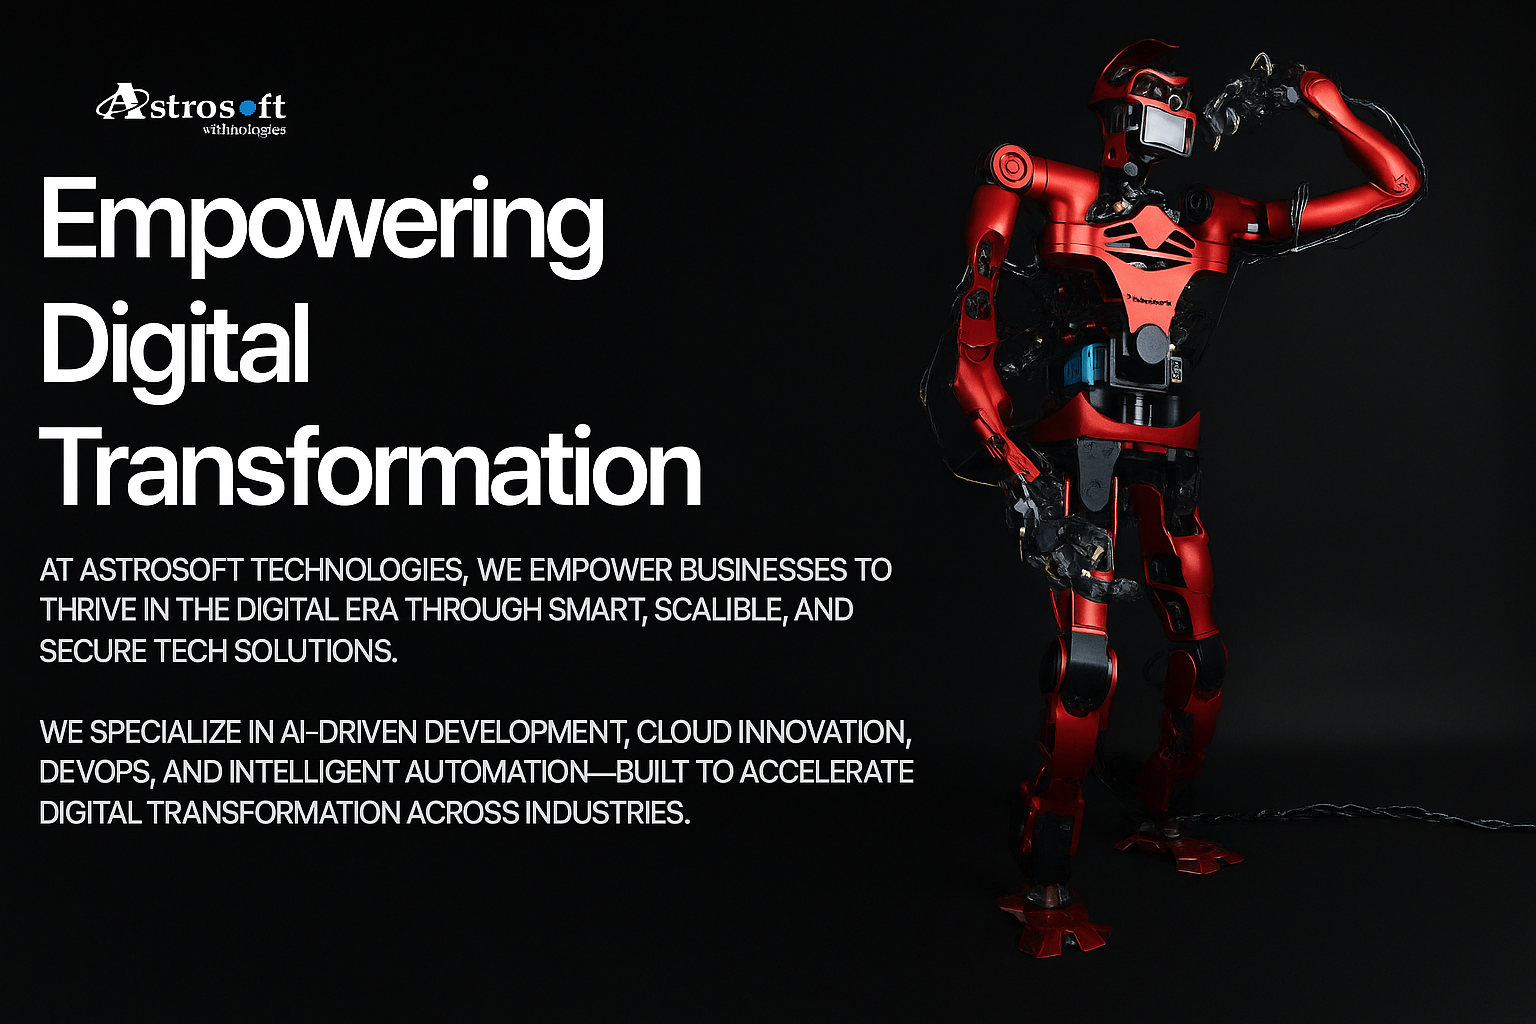 Astrosoft
withhologies
Empowering
Digital
Transformation
AT ASTROSOFT TECHNOLOGIES, WE EMPOWER BUSINESSES TO
THRIVE IN THE DIGITAL ERA THROUGH SMART, SCALIBLE, AND
SECURE TECH SOLUTIONS.
WE SPECIALIZE IN AI-DRIVEN DEVELOPMENT, CLOUD INNOVATION,
DEVOPS, AND INTELLIGENT AUTOMATION—BUILT TO ACCELERATE
DIGITAL TRANSFORMATION ACROSS INDUSTRIES.